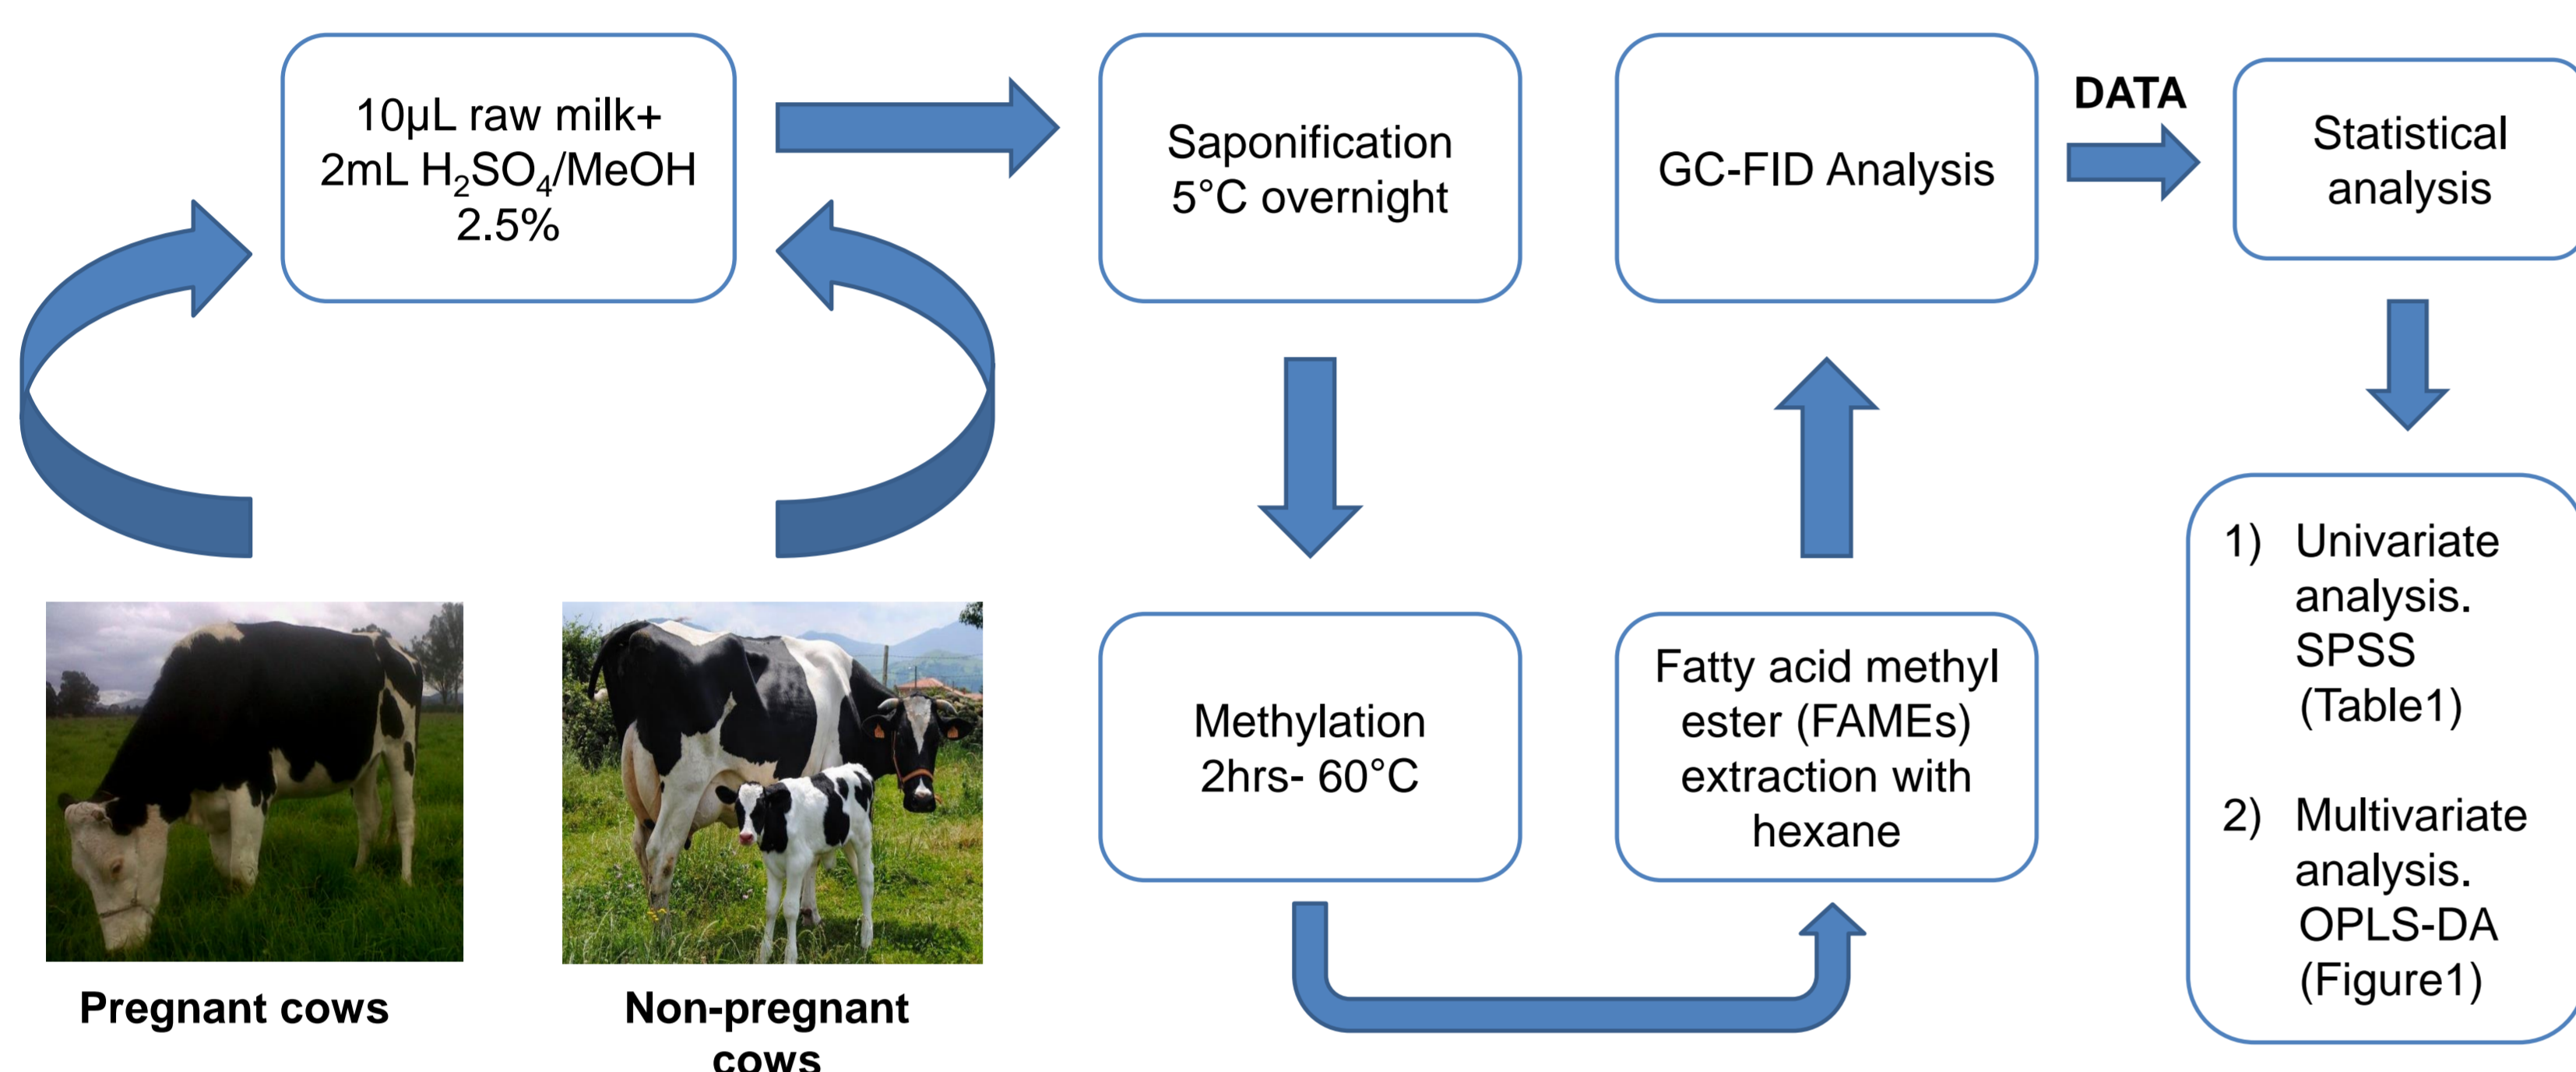 10µL raw milk+
2mL H₂SO₄/MeOH
2.5%
Saponification
5°C overnight
GC-FID Analysis
DATA
Statistical
analysis
Methylation
2hrs- 60°C
Fatty acid methyl
ester (FAMEs)
extraction with
hexane
1) Univariate
analysis.
SPSS
(Table1)
2) Multivariate
analysis.
OPLS-DA
(Figure1)
Pregnant cows
Non-pregnant
cows